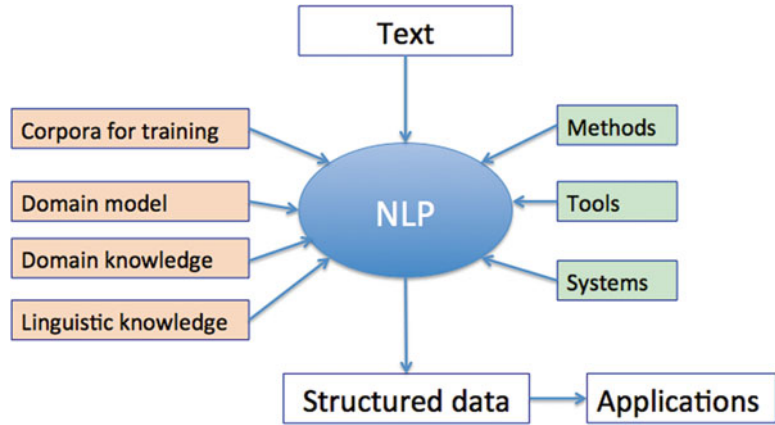 Text
Corpora for training
Methods
Domain model
NLP
Tools
Domain knowledge
Systems
Linguistic knowledge
Structured data
Applications